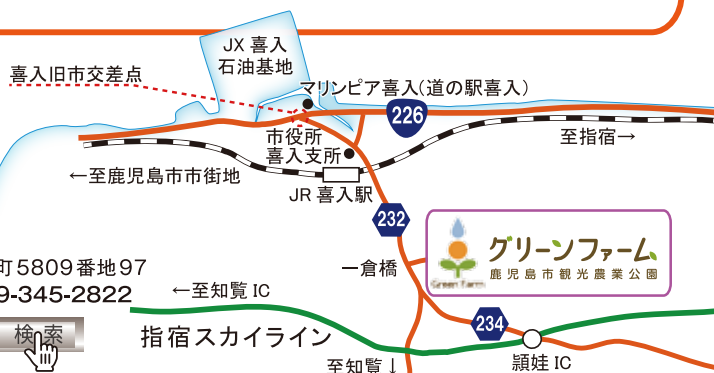 JX 喜入
石油基地
喜入旧市交差点
マリンピア喜入(道の駅喜入)
226
市役所
喜入支所
至指宿→
←至鹿児島市市街地
JR 喜入駅
232
グリーンファーム
鹿児島市観光農業公園
Green Farm
一倉橋
町5809番地97
9-345-2822
←至知覧 IC
234
検索
指宿スカイライン
至知覧↓
頴娃 IC